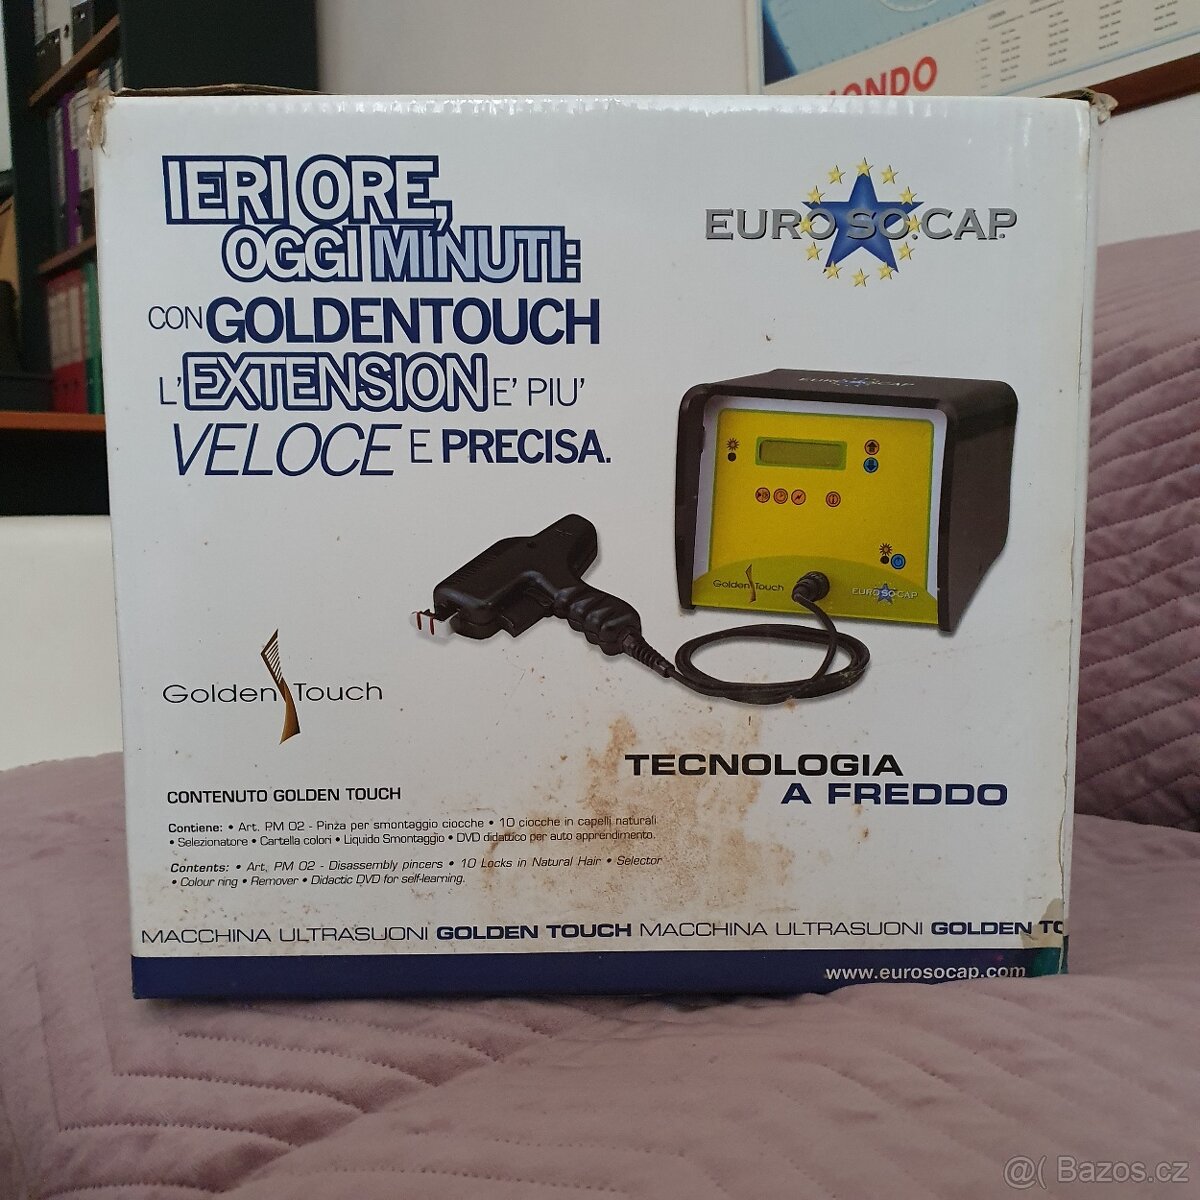 MONDO
IERI ORE,
OGGI MINUTI:
CON GOLDENTOUCH
L'EXTENSION E' PIU'
VELOCE E PRECISA.
EURO SO.CAP.
EURO SO.CAP
Golden Touch
EURO SO.CAP
Golden Touch
TECNOLOGIA
A FREDDO
CONTENUTO GOLDEN TOUCH
Contiene: • Art. PM 02 - Pinza per smontaggio ciocche • 10 ciocche in capelli naturali
• Selezionatore • Cartella colori • Liquido Smontaggio • DVD didattico per auto apprendimento.
Contents: • Art. PM 02 - Disassembly pincers • 10 Locks in Natural Hair • Selector
• Colour ring • Remover • Didactic DVD for self-learning.
MACCHINA ULTRASUONI GOLDEN TOUCH MACCHINA ULTRASUONI GOLDEN TO
www.eurosocap.com
@( Bazos.cz